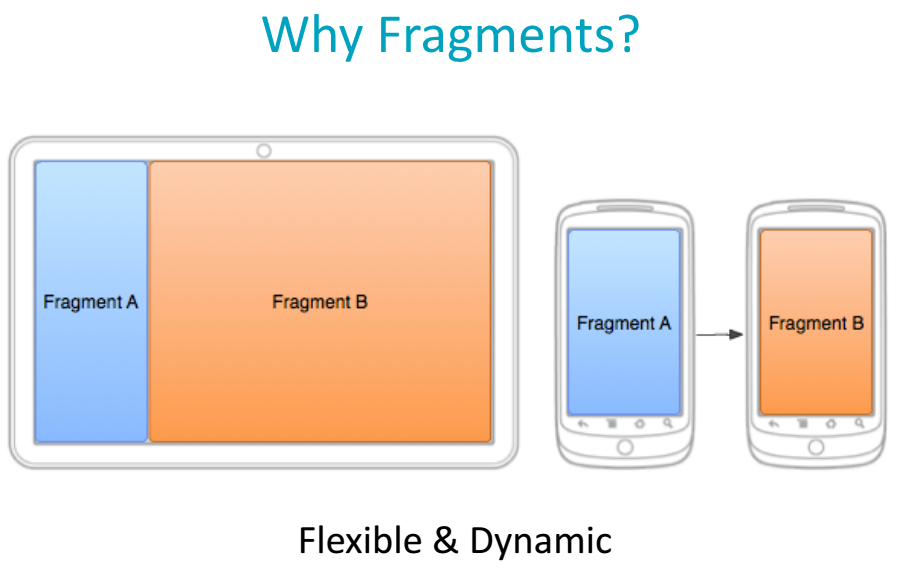 Why Fragments?
Fragment A
Fragment B
Fragment A
Fragment B
Flexible & Dynamic